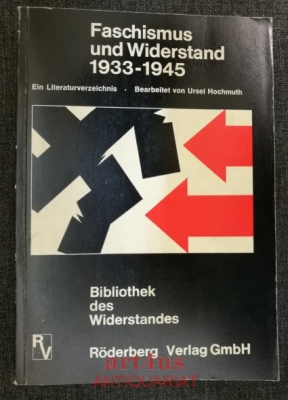 Faschismus
und Widerstand
1933-1945
Ein Literaturverzeichnis · Bearbeitet von Ursel Hochmuth
Bibliothek
des
Widerstandes
RV
Röderberg Verlag GmbH
artius
ANTIQUARIAT